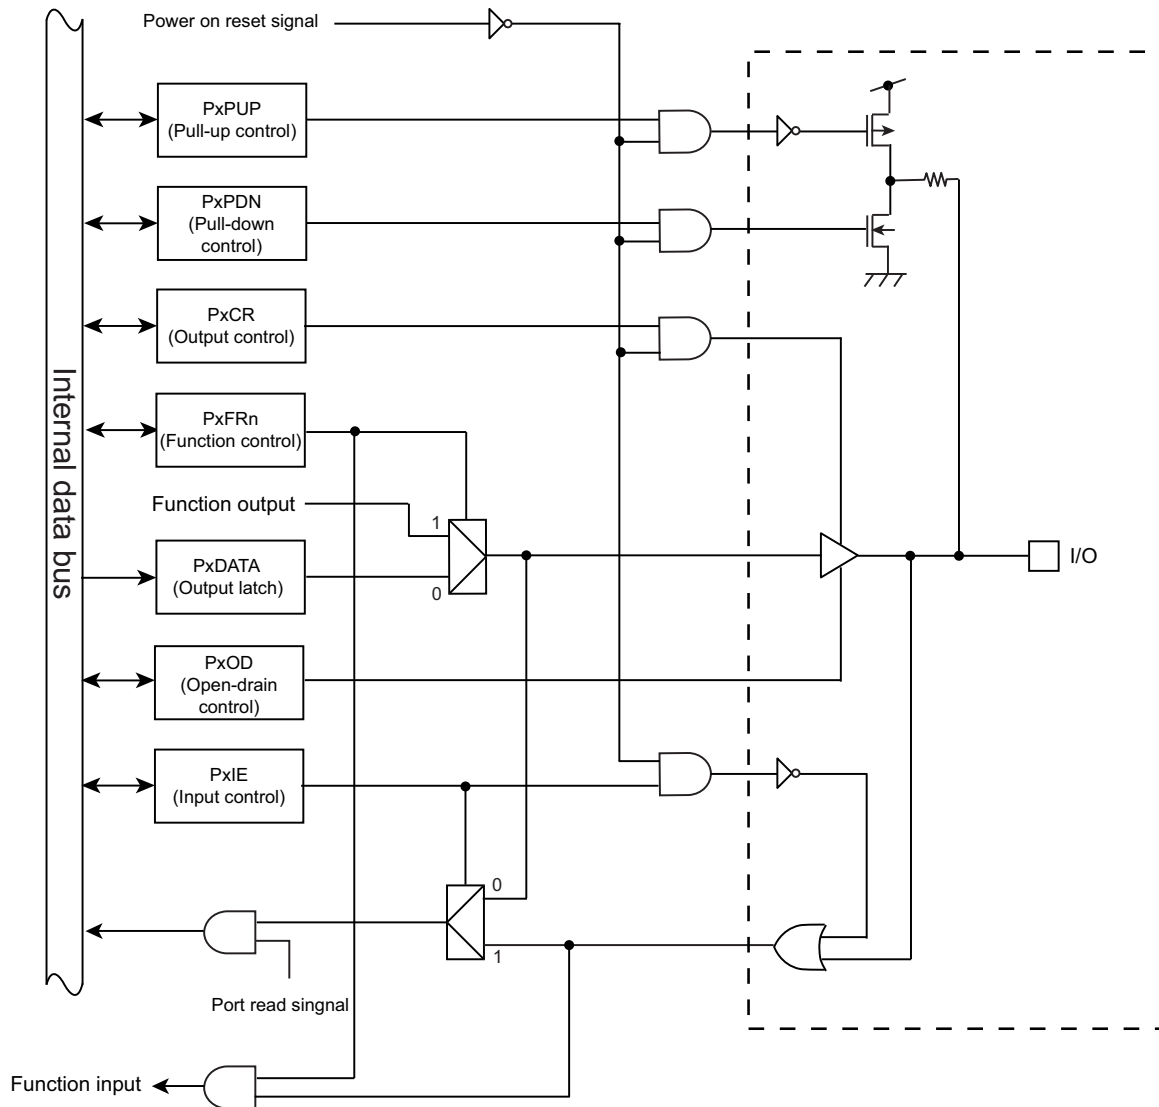 Power on reset signal
PxPUP
(Pull-up control)
PxPDN
(Pull-down
control)
PxCR
(Output control)
Internal data bus
PxFRn
(Function control)
Function output
1
PxDATA
(Output latch)
0
I/O
PxOD
(Open-drain
control)
PxIE
(Input control)
0
1
Port read singnal
Function input